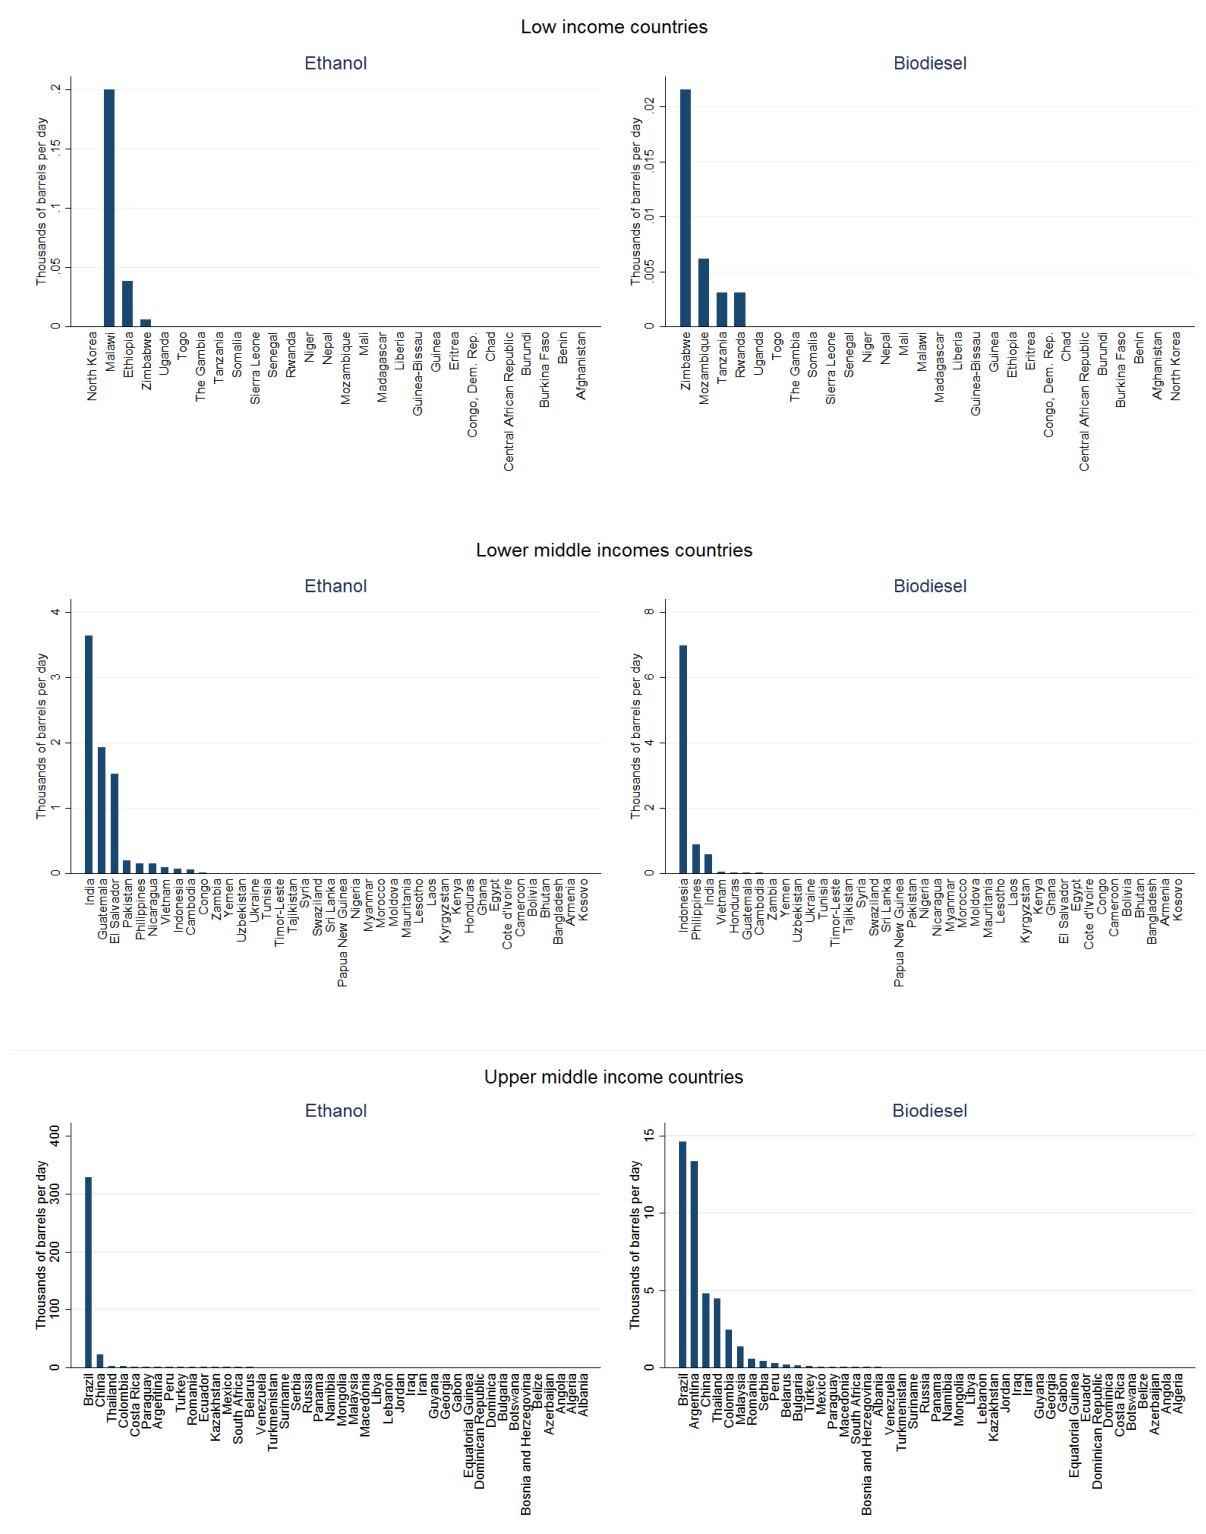 Low income countries
Ethanol
Thousands of barrels per day
0
.05
.1
.15
.2
North Korea
Malawi
Ethiopia
Zimbabwe
Uganda
Togo
The Gambia
Tanzania
Somalia
Sierra Leone
Senegal
Rwanda
Niger
Nepal
Mozambique
Mali
Madagascar
Liberia
Guinea-Bissau
Guinea
Eritrea
Congo, Dem. Rep.
Chad
Central African Republic
Burundi
Burkina Faso
Benin
Afghanistan
Biodiesel
Thousands of barrels per day
0
.005
.01
.015
.02
Zimbabwe
Mozambique
Tanzania
Rwanda
Uganda
Togo
The Gambia
Somalia
Sierra Leone
Senegal
Niger
Nepal
Mali
Malawi
Madagascar
Liberia
Guinea-Bissau
Guinea
Ethiopia
Eritrea
Congo, Dem. Rep.
Chad
Central African Republic
Burundi
Burkina Faso
Benin
Afghanistan
North Korea
Lower middle incomes countries
Ethanol
Thousands of barrels per day
0
1
2
3
4
India
Guatemala
El Salvador
Pakistan
Philippines
Nicaragua
Vietnam
Indonesia
Cambodia
Congo
Zambia
Yemen
Uzbekistan
Ukraine
Tunisia
Timor-Leste
Tajikistan
Syria
Swaziland
Sri Lanka
Papua New Guinea
Nigeria
Myanmar
Morocco
Moldova
Mauritania
Lesotho
Laos
Kyrgyzstan
Kenya
Honduras
Ghana
Egypt
Cote d'Ivoire
Cameroon
Bolivia
Bhutan
Bangladesh
Armenia
Kosovo
Biodiesel
Thousands of barrels per day
0
2
4
6
8
Indonesia
Philippines
India
Vietnam
Honduras
Guatemala
Cambodia
Zambia
Yemen
Uzbekistan
Ukraine
Tunisia
Timor-Leste
Tajikistan
Syria
Swaziland
Sri Lanka
Papua New Guinea
Pakistan
Nigeria
Nicaragua
Myanmar
Morocco
Moldova
Mauritania
Lesotho
Laos
Kyrgyzstan
Kenya
Ghana
El Salvador
Egypt
Cote d'Ivoire
Congo
Cameroon
Bolivia
Bhutan
Bangladesh
Armenia
Kosovo
Upper middle income countries
Ethanol
Thousands of barrels per day
0
100
200
300
400
Brazil
China
Thailand
Colombia
Costa Rica
Paraguay
Argentina
Peru
Turkey
Romania
Ecuador
Kazakhstan
Mexico
South Africa
Belarus
Venezuela
Turkmenistan
Suriname
Serbia
Russia
Panama
Namibia
Mongolia
Malaysia
Macedonia
Libya
Lebanon
Jordan
Iraq
Iran
Guyana
Georgia
Gabon
Equatorial Guinea
Dominican Republic
Dominica
Bulgaria
Botswana
Bosnia and Herzegovina
Belize
Azerbaijan
Angola
Algeria
Albania
Biodiesel
Thousands of barrels per day
0
5
10
15
Brazil
Argentina
China
Thailand
Colombia
Malaysia
Romania
Serbia
Peru
Belarus
Bulgaria
Turkey
Mexico
Paraguay
Macedonia
South Africa
Bosnia and Herzegovina
Albania
Venezuela
Turkmenistan
Suriname
Russia
Panama
Namibia
Mongolia
Libya
Lebanon
Kazakhstan
Jordan
Iraq
Iran
Guyana
Georgia
Gabon
Equatorial Guinea
Ecuador
Dominican Republic
Dominica
Costa Rica
Botswana
Belize
Azerbaijan
Angola
Algeria